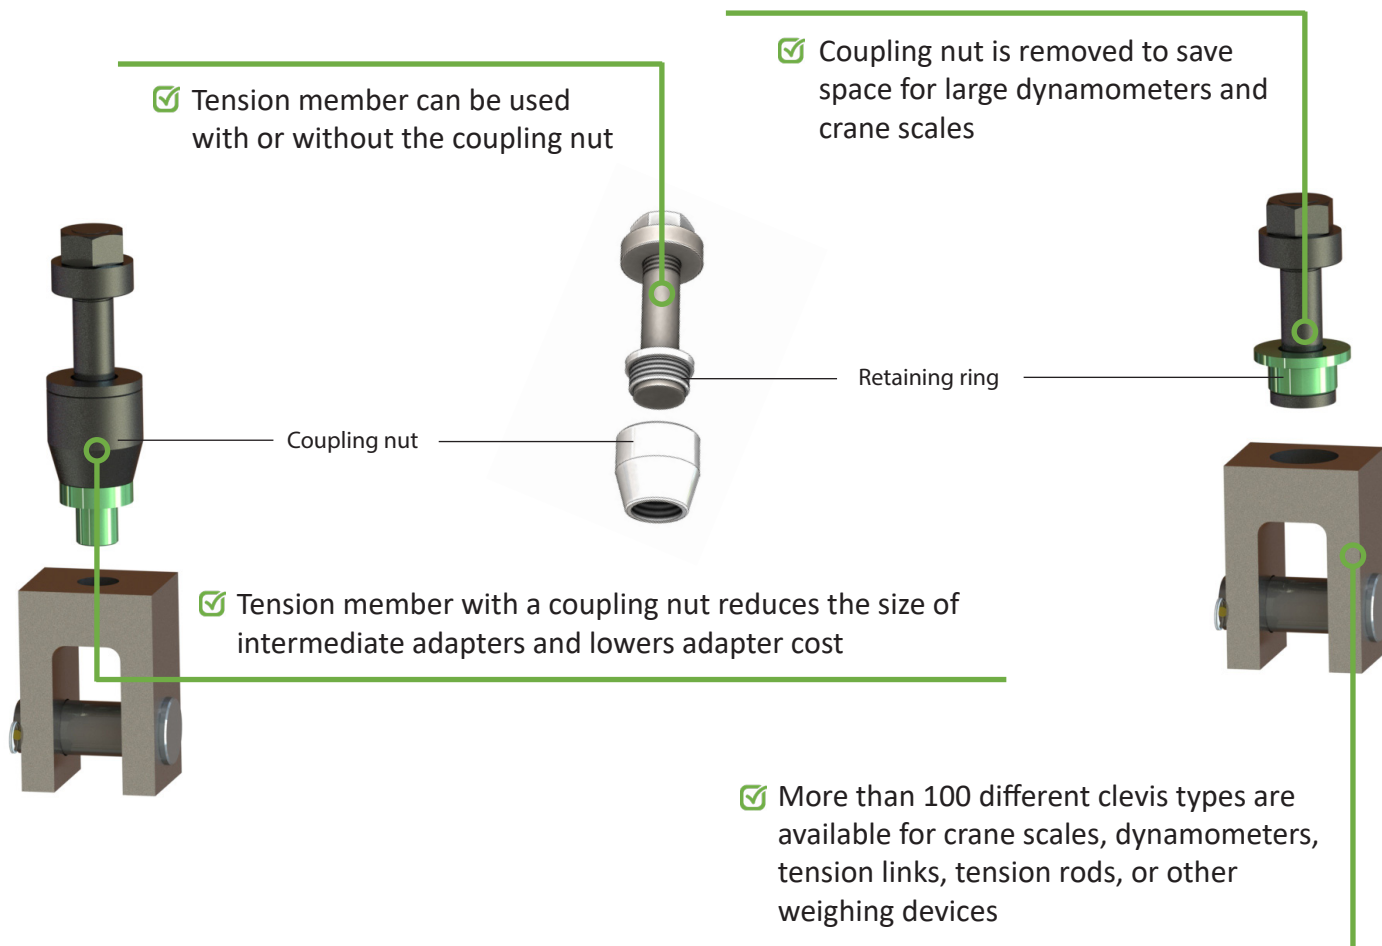 Tension member can be used
with or without the coupling nut
Coupling nut is removed to save
space for large dynamometers and
crane scales
Retaining ring
Coupling nut
Tension member with a coupling nut reduces the size of
intermediate adapters and lowers adapter cost
More than 100 different clevis types are
available for crane scales, dynamometers,
tension links, tension rods, or other
weighing devices